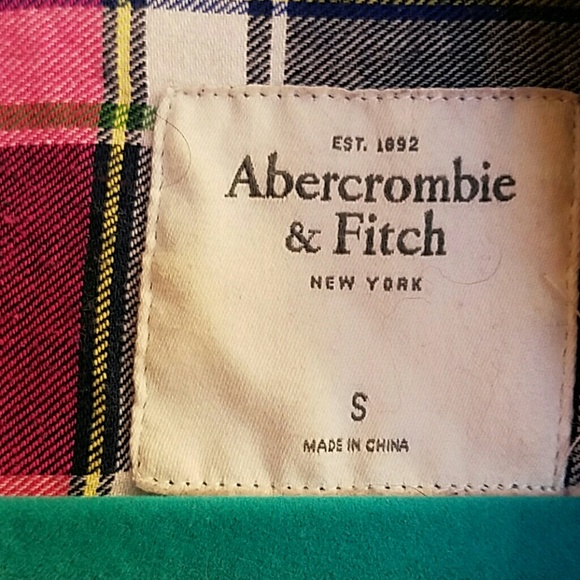 EST. 1892
Abercrombie
& Fitch
NEW YORK
S
MADE IN CHINA